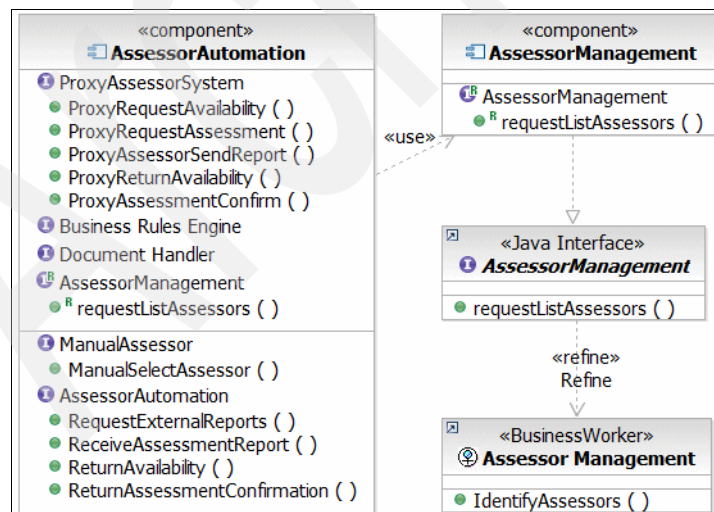 «component»
AssessorAutomation
ProxyAssessorSystem
ProxyRequestAvailability ( )
ProxyRequestAssessment ( )
ProxyAssessorSendReport ( )
ProxyReturnAvailability ( )
ProxyAssessmentConfirm ( )
Business Rules Engine
Document Handler
R AssessorManagement
R requestListAssessors ( )
ManualAssessor
ManualSelectAssessor ( )
AssessorAutomation
RequestExternalReports ( )
ReceiveAssessmentReport ( )
ReturnAvailability ( )
ReturnAssessmentConfirmation ( )
«use»
«component»
AssessorManagement
R AssessorManagement
R requestListAssessors ( )
«Java Interface»
AssessorManagement
requestListAssessors ( )
«refine»
Refine
«BusinessWorker»
Assessor Management
IdentifyAssessors ( )